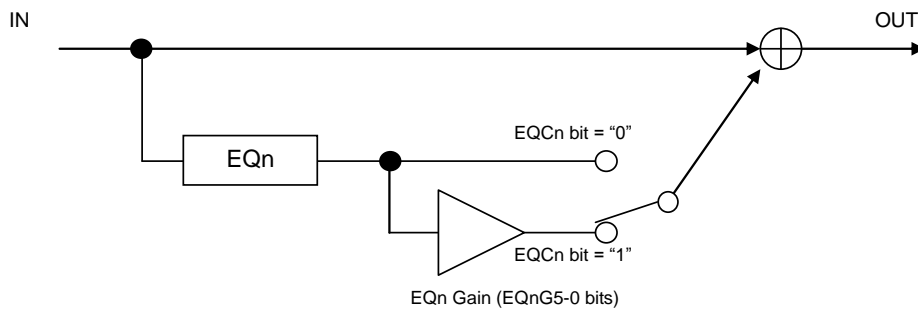 IN
OUT
EQCn bit = “0”
EQn
EQCn bit = “1”
EQn Gain (EQnG5-0 bits)